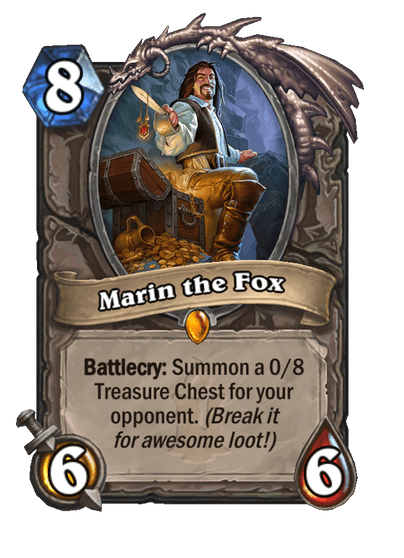 8
Marin the Fox
Battlecry: Summon a 0/8
Treasure Chest for your
opponent. (Break it
for awesome loot!)
6
6